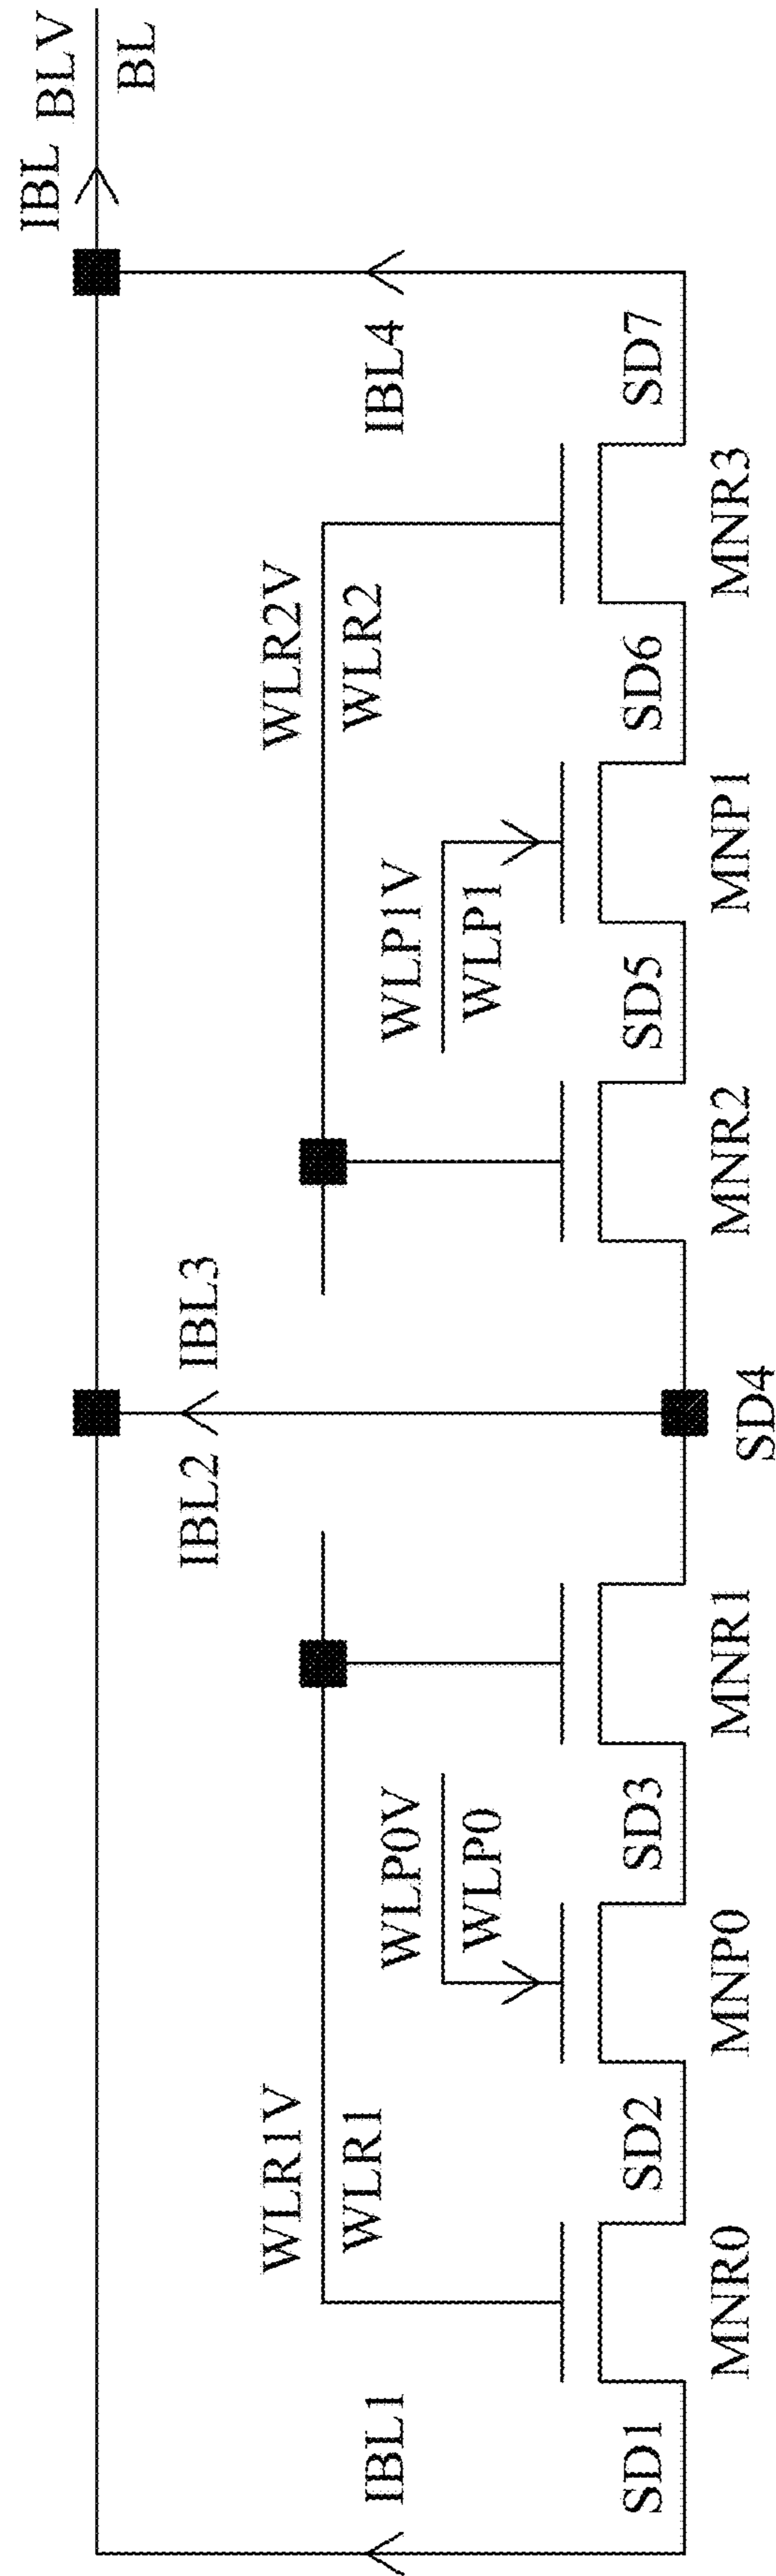 IBL
BLV
BL
IBL1
IBL2
IBL3
IBL4
WLR1V
WLR1
WLR2V
WLR2
WLP0V
WLP0
WLP1V
WLP1
SD1
SD2
SD3
SD5
SD6
SD7
MNR0
MNP0
MNR1
SD4
MNR2
MNP1
MNR3